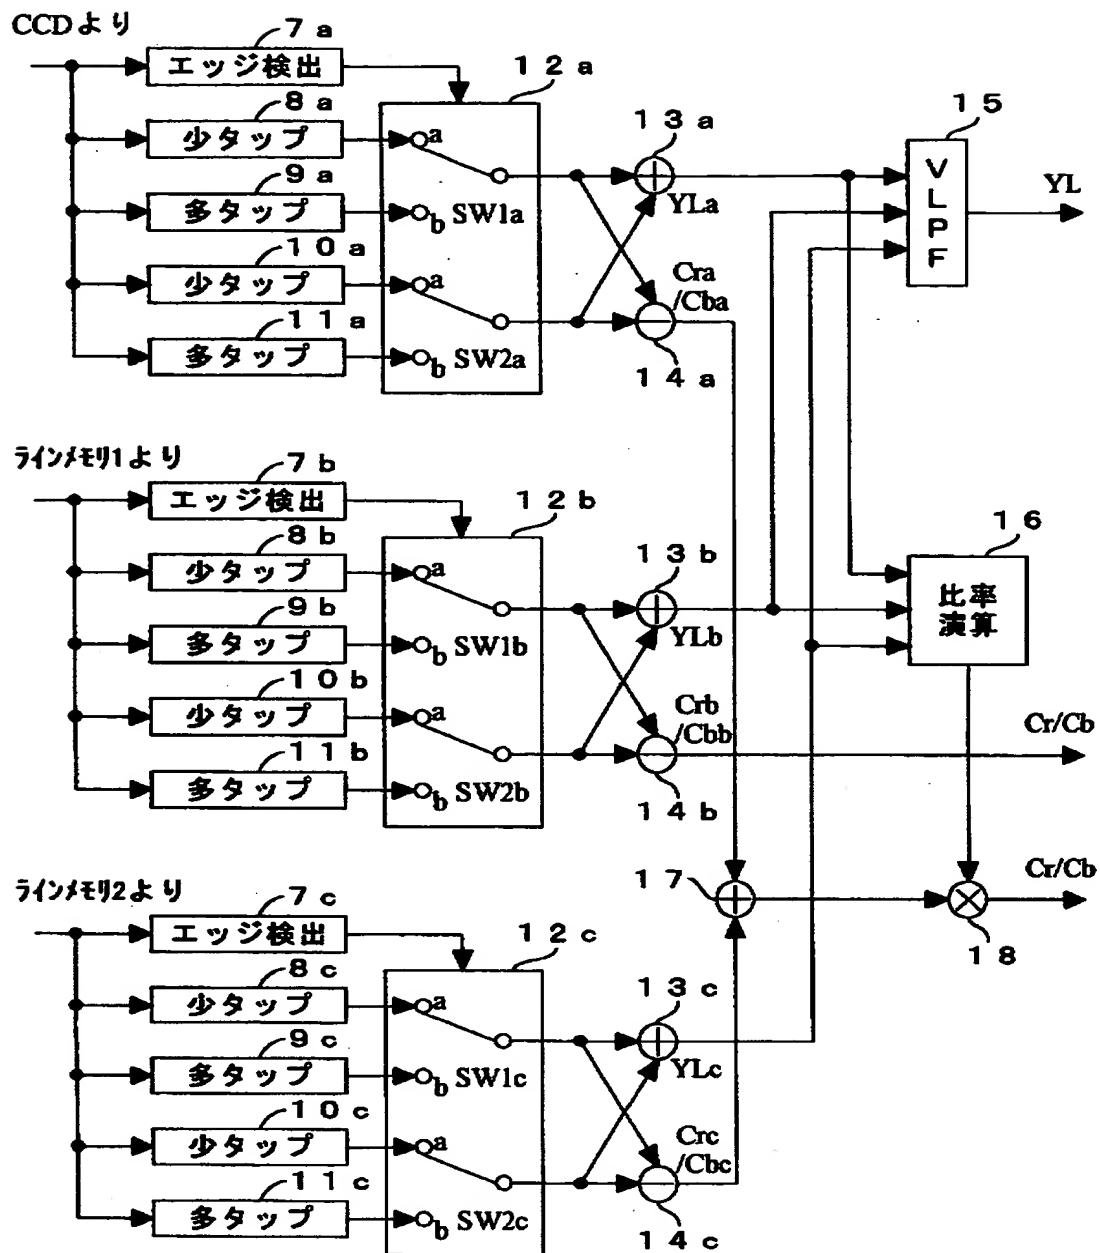 CCDより
7a
エッジ検出
12a
8a
少タップ
a
9a
多タップ
b SW1a
10a
少タップ
a
11a
多タップ
b SW2a
13a
YLa
Cra
/Cba
14a
15
VLPF
YL
ラインメモリ1より
7b
エッジ検出
12b
8b
少タップ
a
9b
多タップ
b SW1b
10b
少タップ
a
11b
多タップ
b SW2b
13b
YLb
Crb
/Cbb
14b
16
比率
演算
Cr/Cb
17
Cr/Cb
18
ラインメモリ2より
7c
エッジ検出
12c
8c
少タップ
a
9c
多タップ
b SW1c
10c
少タップ
a
11c
多タップ
b SW2c
13c
YLc
Crc
/Cbc
14c